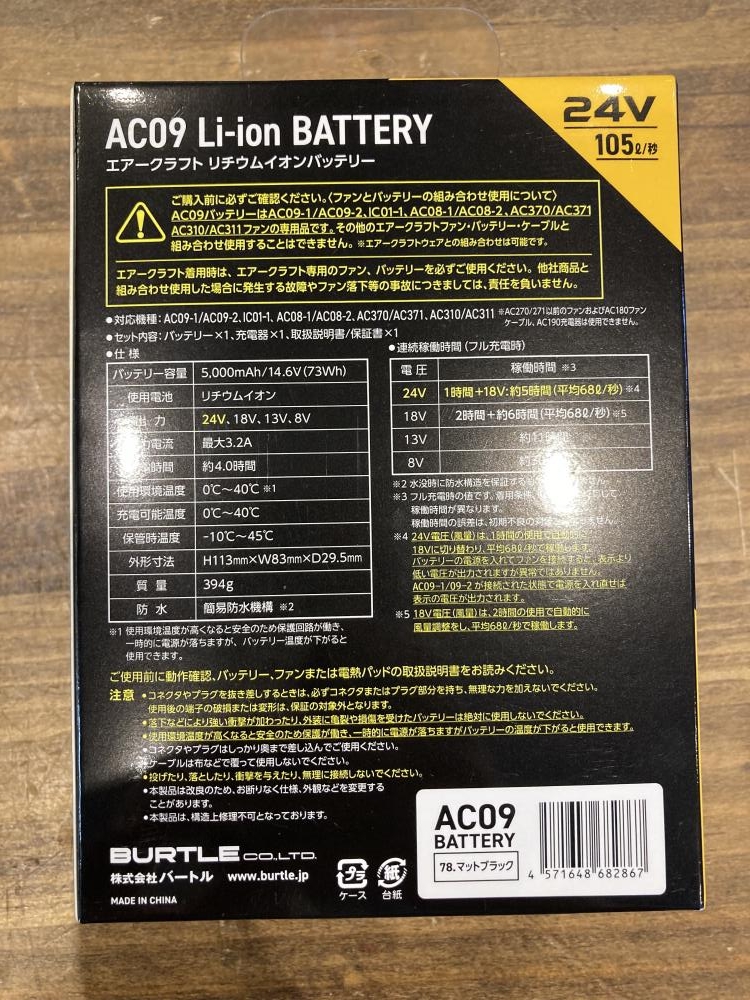 24V
105ℓ/秒
AC09 Li-ion BATTERY
エアークラフト リチウムイオンバッテリー
ご購入前に必ずご確認ください。〈ファンとバッテリーの組み合わせ使用について〉
AC09バッテリーはAC09-1/AC09-2、IC01-1、AC08-1/AC08-2、AC370/AC371
AC310/AC311ファンの専用品です。その他のエアークラフトファン・バッテリー・ケーブルと
組み合わせ使用することはできません。※エアークラフトウェアとの組み合わせは可能です。
エアークラフト着用時は、エアークラフト専用のファン、バッテリーを必ずご使用ください。他社商品と
組み合わせ使用した場合に発生する故障やファン落下等の事故につきましては、責任を負いません。
●対応機種：AC09-1/AC09-2、IC01-1、AC08-1/AC08-2、AC370/AC371、AC310/AC311 ※AC270/271以前のファンおよびAC180ファン
ケーブル、AC190充電器は使用できません。
●セット内容：バッテリー×1、充電器×1、取扱説明書/保証書×1
●仕様
バッテリー容量 5,000mAh/14.6V(73Wh)
使用電池 リチウムイオン
出力 24V、18V、13V、8V
電流 最大3.2A
時間 約4.0時間
使用環境温度 0℃～40℃ ※1
充電可能温度 0℃～40℃
保管時温度 -10℃～45℃
外形寸法 H113mm×W83mm×D29.5mm
質量 394g
防水 簡易防水機構 ※2
※1 使用環境温度が高くなると安全のため保護回路が働き、
一時的に電源が落ちますが、バッテリー温度が下がると
使用できます。
●連続稼働時間（フル充電時）
電圧 稼働時間 ※3
24V 1時間＋18V：約5時間（平均68ℓ/秒）※4
18V 2時間＋約6時間（平均68ℓ/秒）※5
13V
8V
※2 水没時に防水構造を保証する
※3 フル充電時の値です。着用条件、
稼働時間が異なります。
稼働時間の誤差は、初期不良の対象
※4 24V電圧（風量）は、1時間の使用で自動的に
18Vに切り替わり、平均68ℓ/秒で稼働します。
バッテリーの電源を入れてファンを接続すると、表示より
低い電圧が出力されますが異常ではありません。
AC09-1/09-2が接続された状態で電源を入れ直せば
表示の電圧が出力されます。
※5 18V電圧（風量）は、2時間の使用で自動的に
風量調整をし、平均68ℓ/秒で稼働します。
ご使用前に動作確認、バッテリー、ファンまたは電熱パッドの取扱説明書をお読みください。
注意 ●コネクタやプラグを抜き差しするときは、必ずコネクタまたはプラグ部分を持ち、無理な力を加えないでください。
使用後の端子の破損または変形は、保証の対象外となります。
●落下などにより強い衝撃が加わったり、外装に亀裂や損傷を受けたバッテリーは絶対に使用しないでください。
●使用環境温度が高くなると安全のため保護が働き、一時的に電源が落ちますがバッテリーの温度が下がると使用できます。
●コネクタやプラグはしっかり奥まで差し込んでご使用ください。
●ケーブルは布などで覆って使用しないでください。
●投げたり、落としたり、衝撃を与えたり、無理に接続しないでください。
●本製品は改良のため、お断りなく仕様、外観などを変更する
ことがあります。
●本製品は、構造上修理不可となっております。
BURTLE CO.,LTD.
株式会社バートル www.burtle.jp
MADE IN CHINA
プラ
ケース
紙
台紙
AC09
BATTERY
78.マットブラック
4 571648 682867